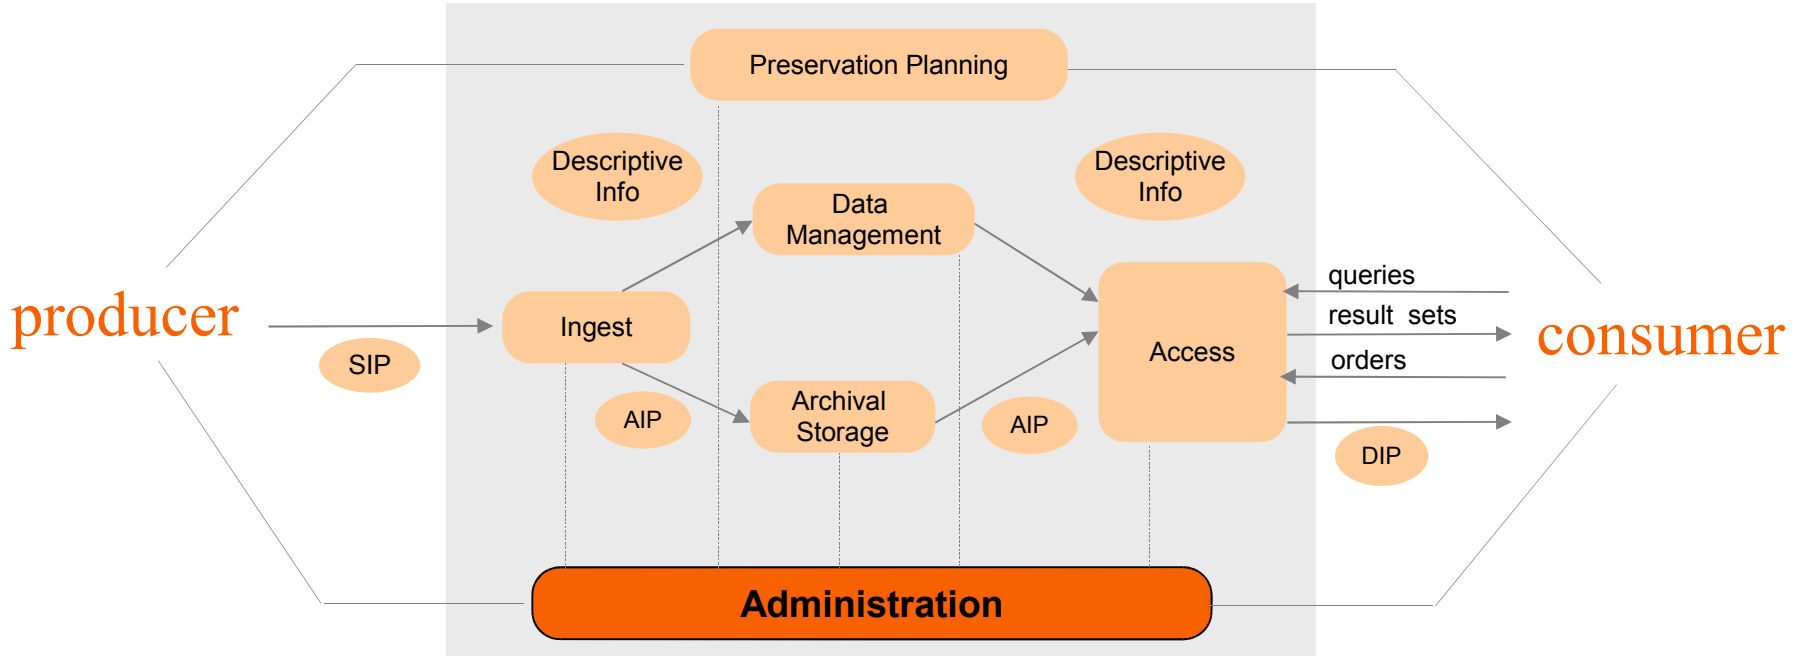 Preservation Planning
Descriptive
Info
Descriptive
Info
Data
Management
producer
SIP
Ingest
AIP
Archival
Storage
AIP
Access
queries
result sets
orders
DIP
consumer
Administration